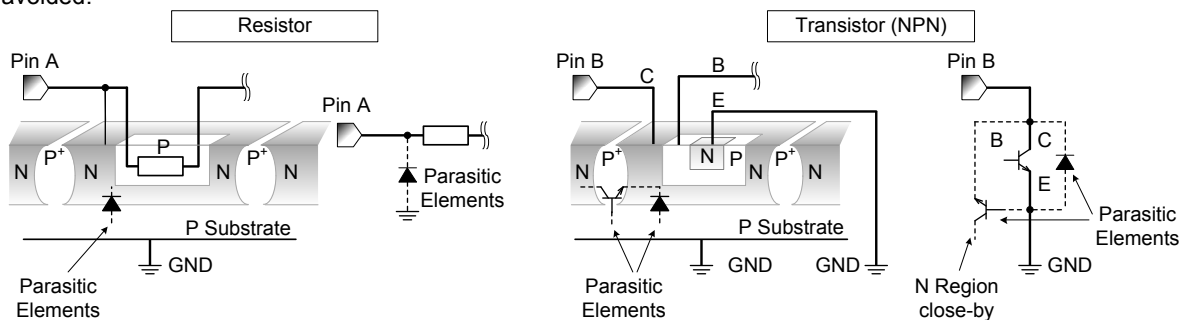 avoided.
Resistor
Transistor (NPN)
Pin A
Pin B
C
B
E
Pin B
Pin A
N
P+
N
P
N
P+
N
Parasitic
Elements
N
P+
N
P
N
P+
N
B
C
E
P Substrate
GND
Parasitic
Elements
P Substrate
GND
GND
Parasitic
Elements
Parasitic
Elements
GND
N Region
close-by